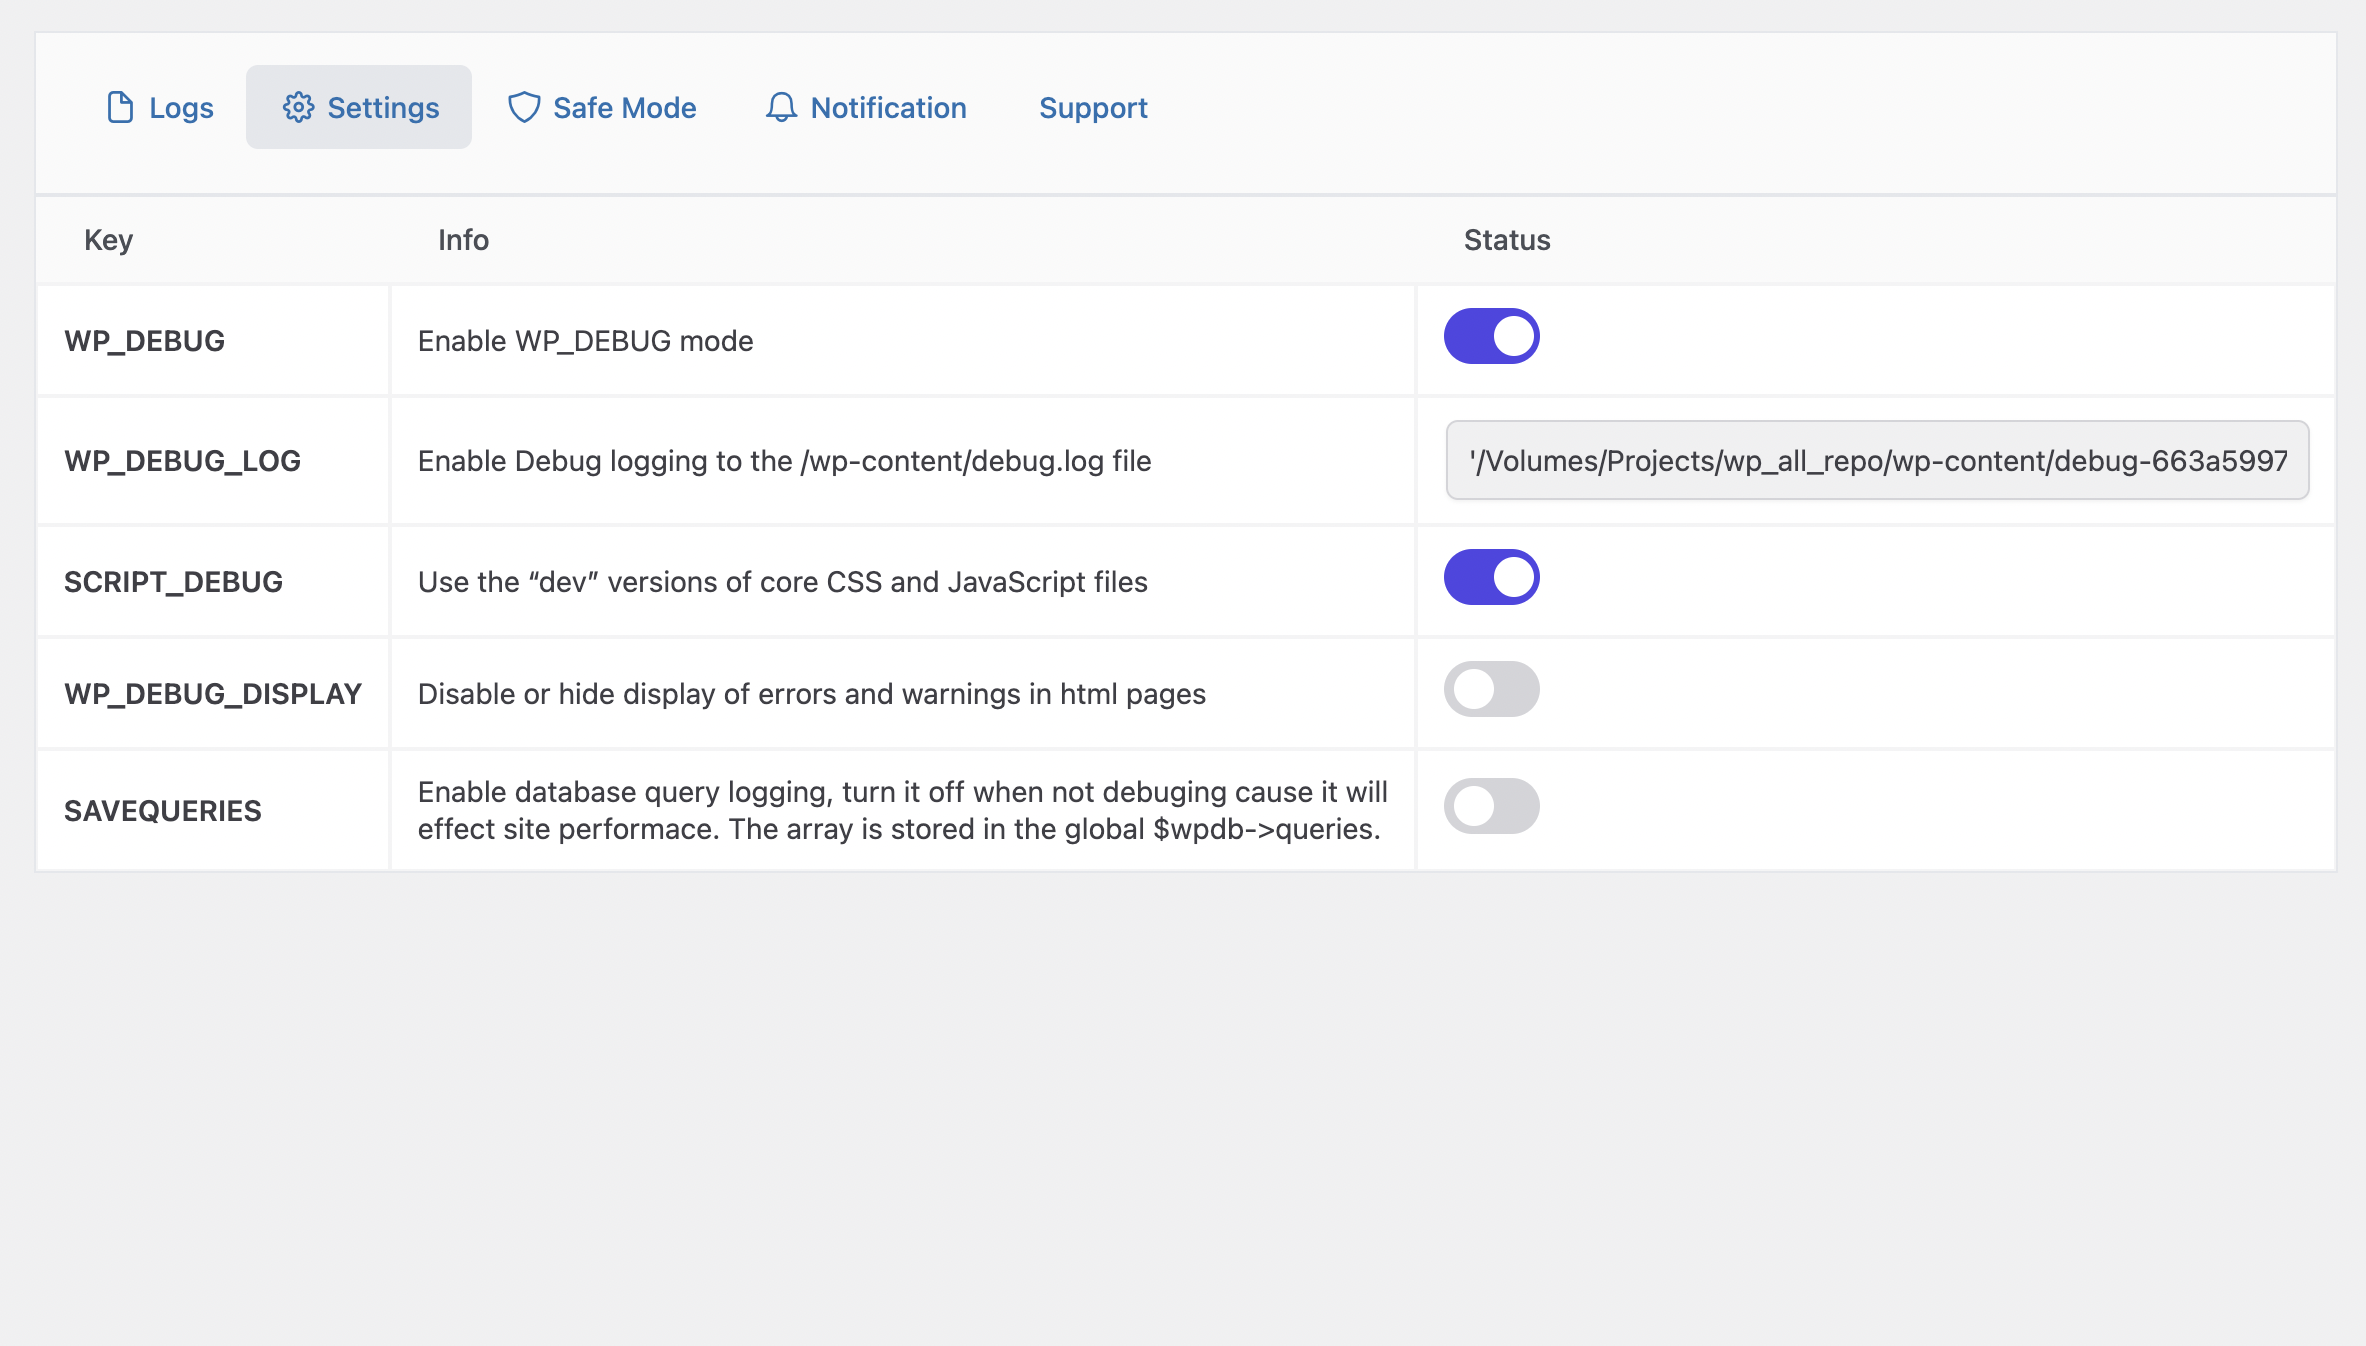 Logs Settings Safe Mode Notification Support
Key Info Status
WP_DEBUG Enable WP_DEBUG mode
WP_DEBUG_LOG Enable Debug logging to the /wp-content/debug.log file '/Volumes/Projects/wp_all_repo/wp-content/debug-663a5997
SCRIPT_DEBUG Use the “dev” versions of core CSS and JavaScript files
WP_DEBUG_DISPLAY Disable or hide display of errors and warnings in html pages
SAVEQUERIES Enable database query logging, turn it off when not debuging cause it will
effect site performace. The array is stored in the global $wpdb->queries.